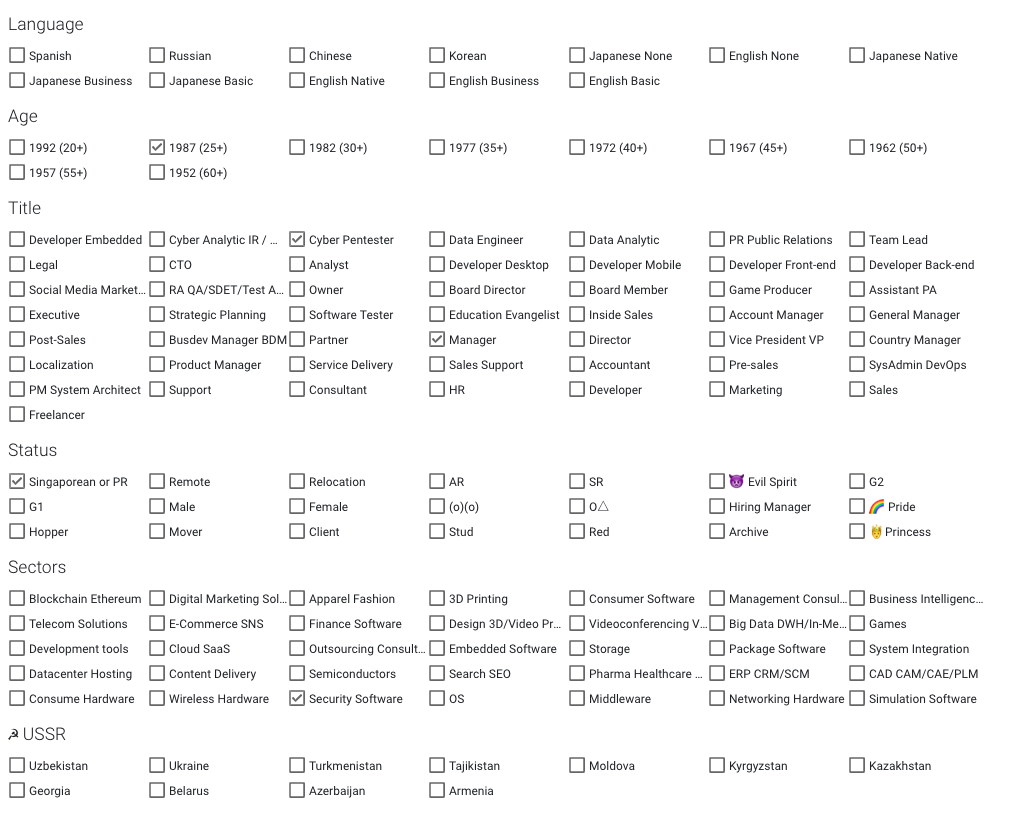 Language
Spanish Russian Chinese Korean Japanese None English None Japanese Native
Japanese Business Japanese Basic English Native English Business English Basic
Age
1992 (20+) 1987 (25+) 1982 (30+) 1977 (35+) 1972 (40+) 1967 (45+) 1962 (50+)
1957 (55+) 1952 (60+)
Title
Developer Embedded Cyber Analytic IR / ... Cyber Pentester Data Engineer Data Analytic PR Public Relations Team Lead
Legal CTO Analyst Developer Desktop Developer Mobile Developer Front-end Developer Back-end
Social Media Market... RA QA/SDET/Test A... Owner Board Director Board Member Game Producer Assistant PA
Executive Strategic Planning Software Tester Education Evangelist Inside Sales Account Manager General Manager
Post-Sales Busdev Manager BDM Partner Manager Director Vice President VP Country Manager
Localization Product Manager Service Delivery Sales Support Accountant Pre-sales SysAdmin DevOps
PM System Architect Support Consultant HR Developer Marketing Sales
Freelancer
Status
Singaporean or PR Remote Relocation AR SR 😈 Evil Spirit G2
G1 Male Female (o)(o) O△ Hiring Manager 🌈 Pride
Hopper Mover Client Stud Red Archive 🤴Princess
Sectors
Blockchain Ethereum Digital Marketing Sol... Apparel Fashion 3D Printing Consumer Software Management Consul... Business Intelligenc...
Telecom Solutions E-Commerce SNS Finance Software Design 3D/Video Pr... Videoconferencing V... Big Data DWH/In-Me... Games
Development tools Cloud SaaS Outsourcing Consult... Embedded Software Storage Package Software System Integration
Datacenter Hosting Content Delivery Semiconductors Search SEO Pharma Healthcare ... ERP CRM/SCM CAD CAM/CAE/PLM
Consume Hardware Wireless Hardware Security Software OS Middleware Networking Hardware Simulation Software
☭ USSR
Uzbekistan Ukraine Turkmenistan Tajikistan Moldova Kyrgyzstan Kazakhstan
Georgia Belarus Azerbaijan Armenia